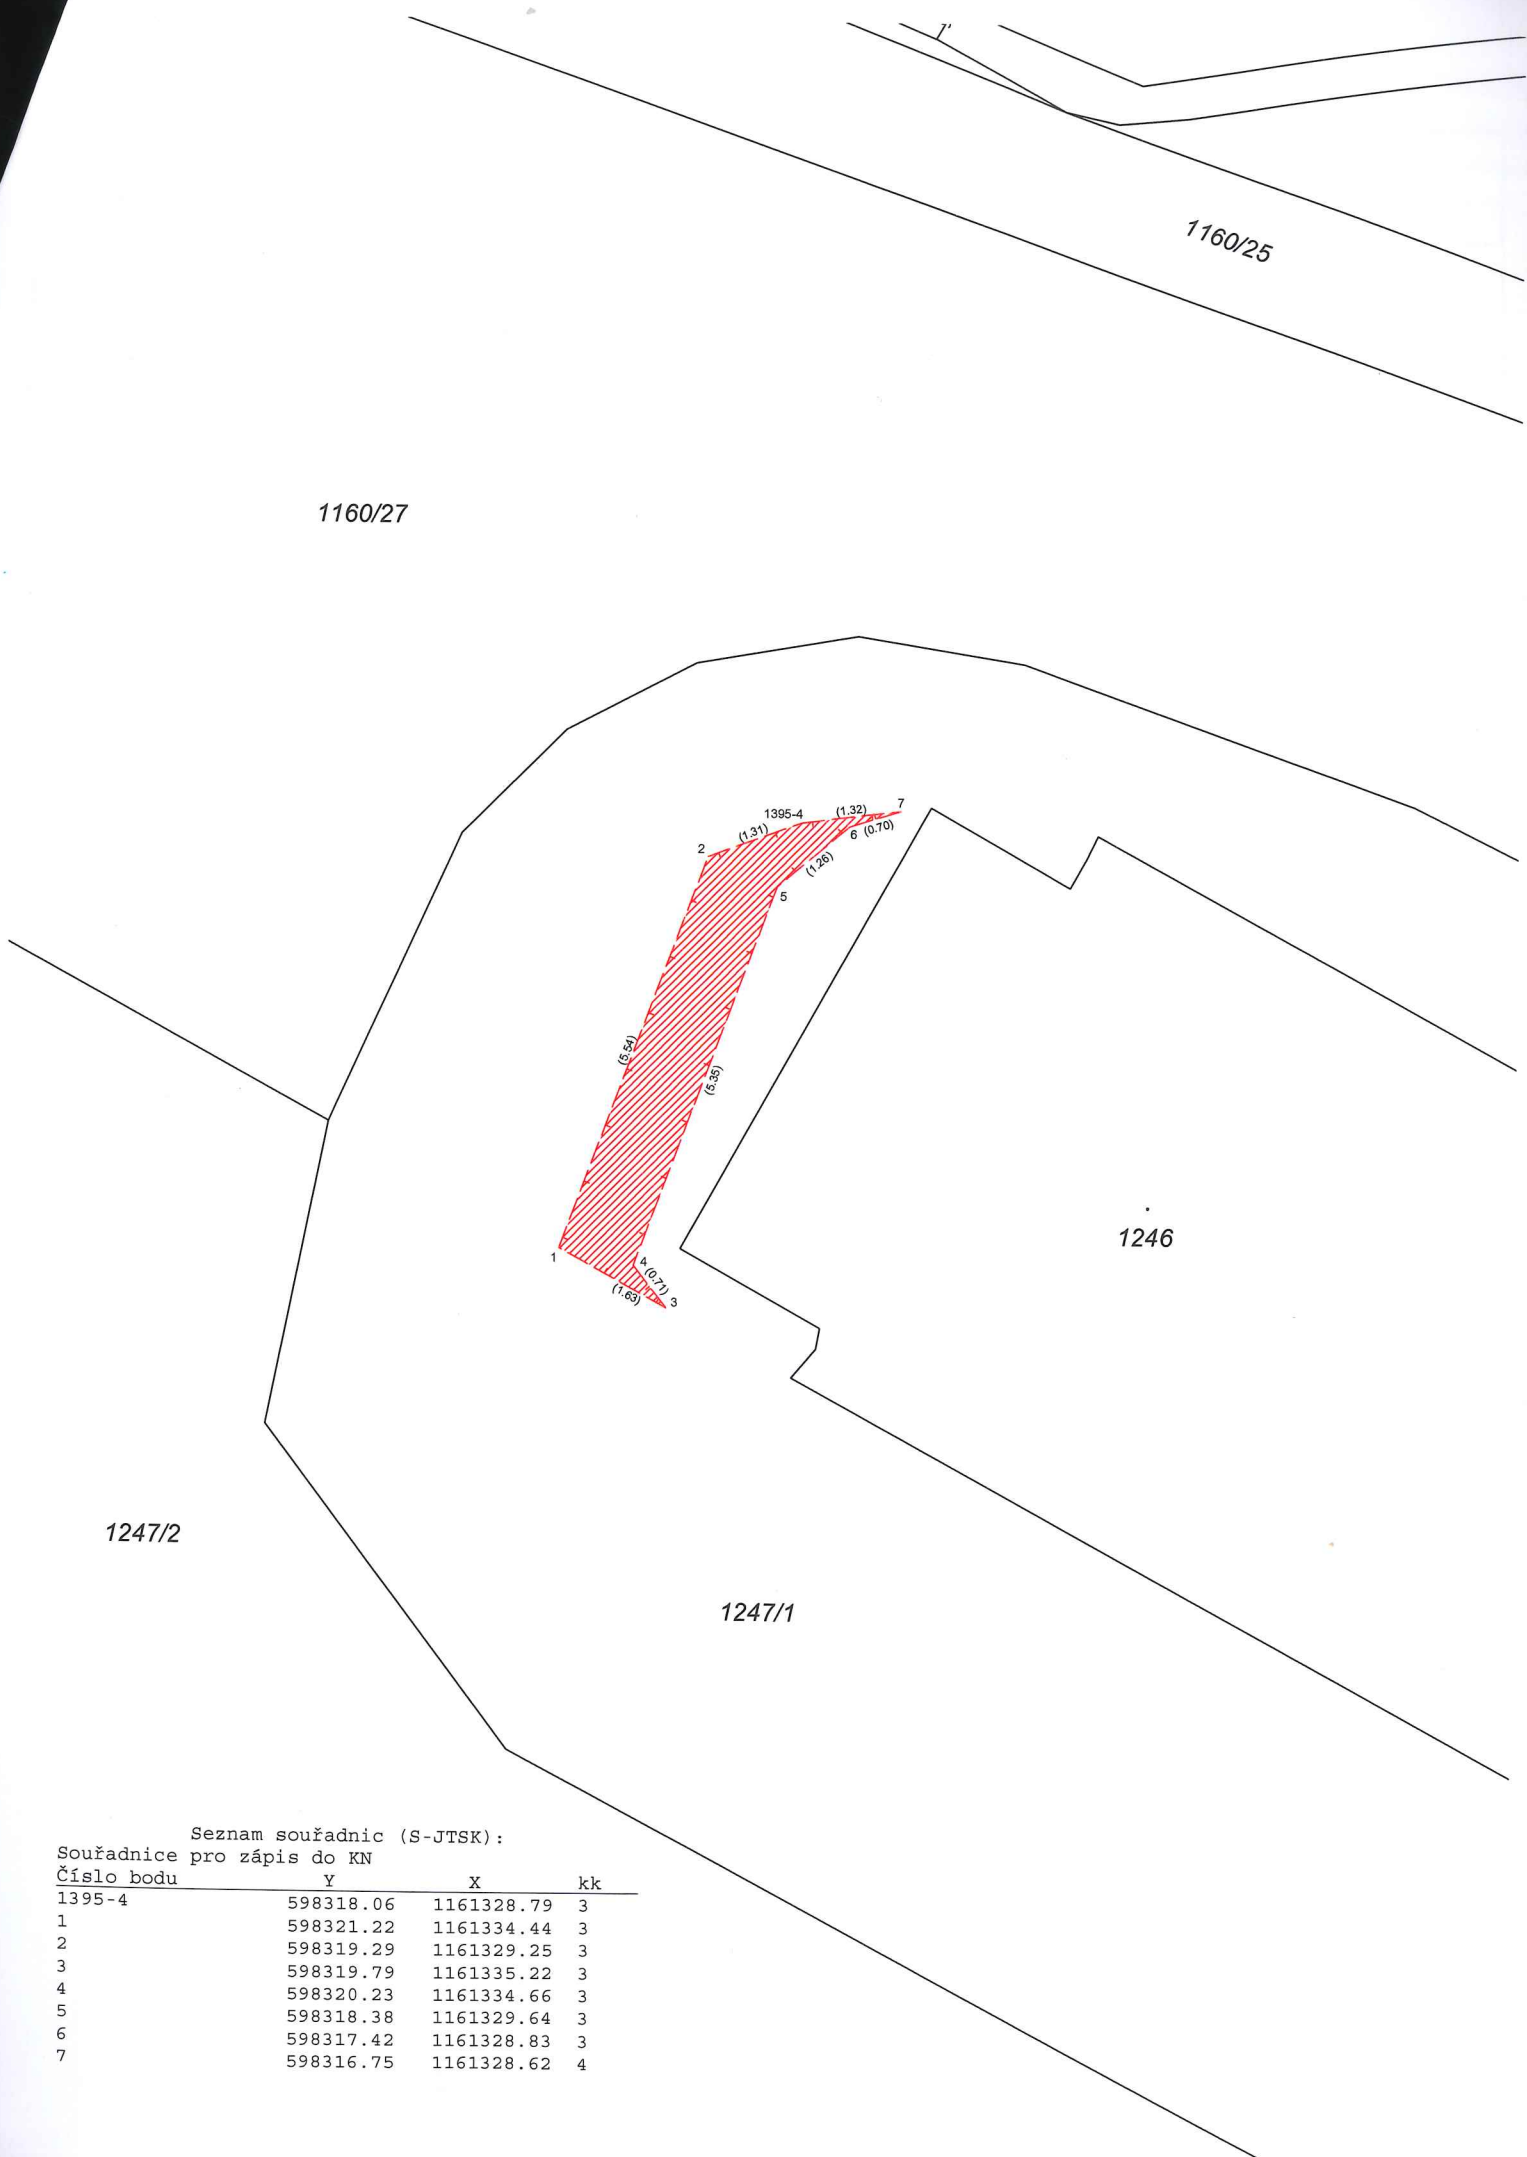 1160/25
1160/27
1395-4
(1.32)
7
(1.31)
6 (0.70)
2
(1.26)
5
(5.54)
(5.35)
1246
1
4
(0.71)
(1.63)
3
1247/2
1247/1
Seznam souřadnic (S-JTSK):
Souřadnice pro zápis do KN
Číslo bodu Y X kk
1395-4 598318.06 1161328.79 3
1 598321.22 1161334.44 3
2 598319.29 1161329.25 3
3 598319.79 1161335.22 3
4 598320.23 1161334.66 3
5 598318.38 1161329.64 3
6 598317.42 1161328.83 3
7 598316.75 1161328.62 4